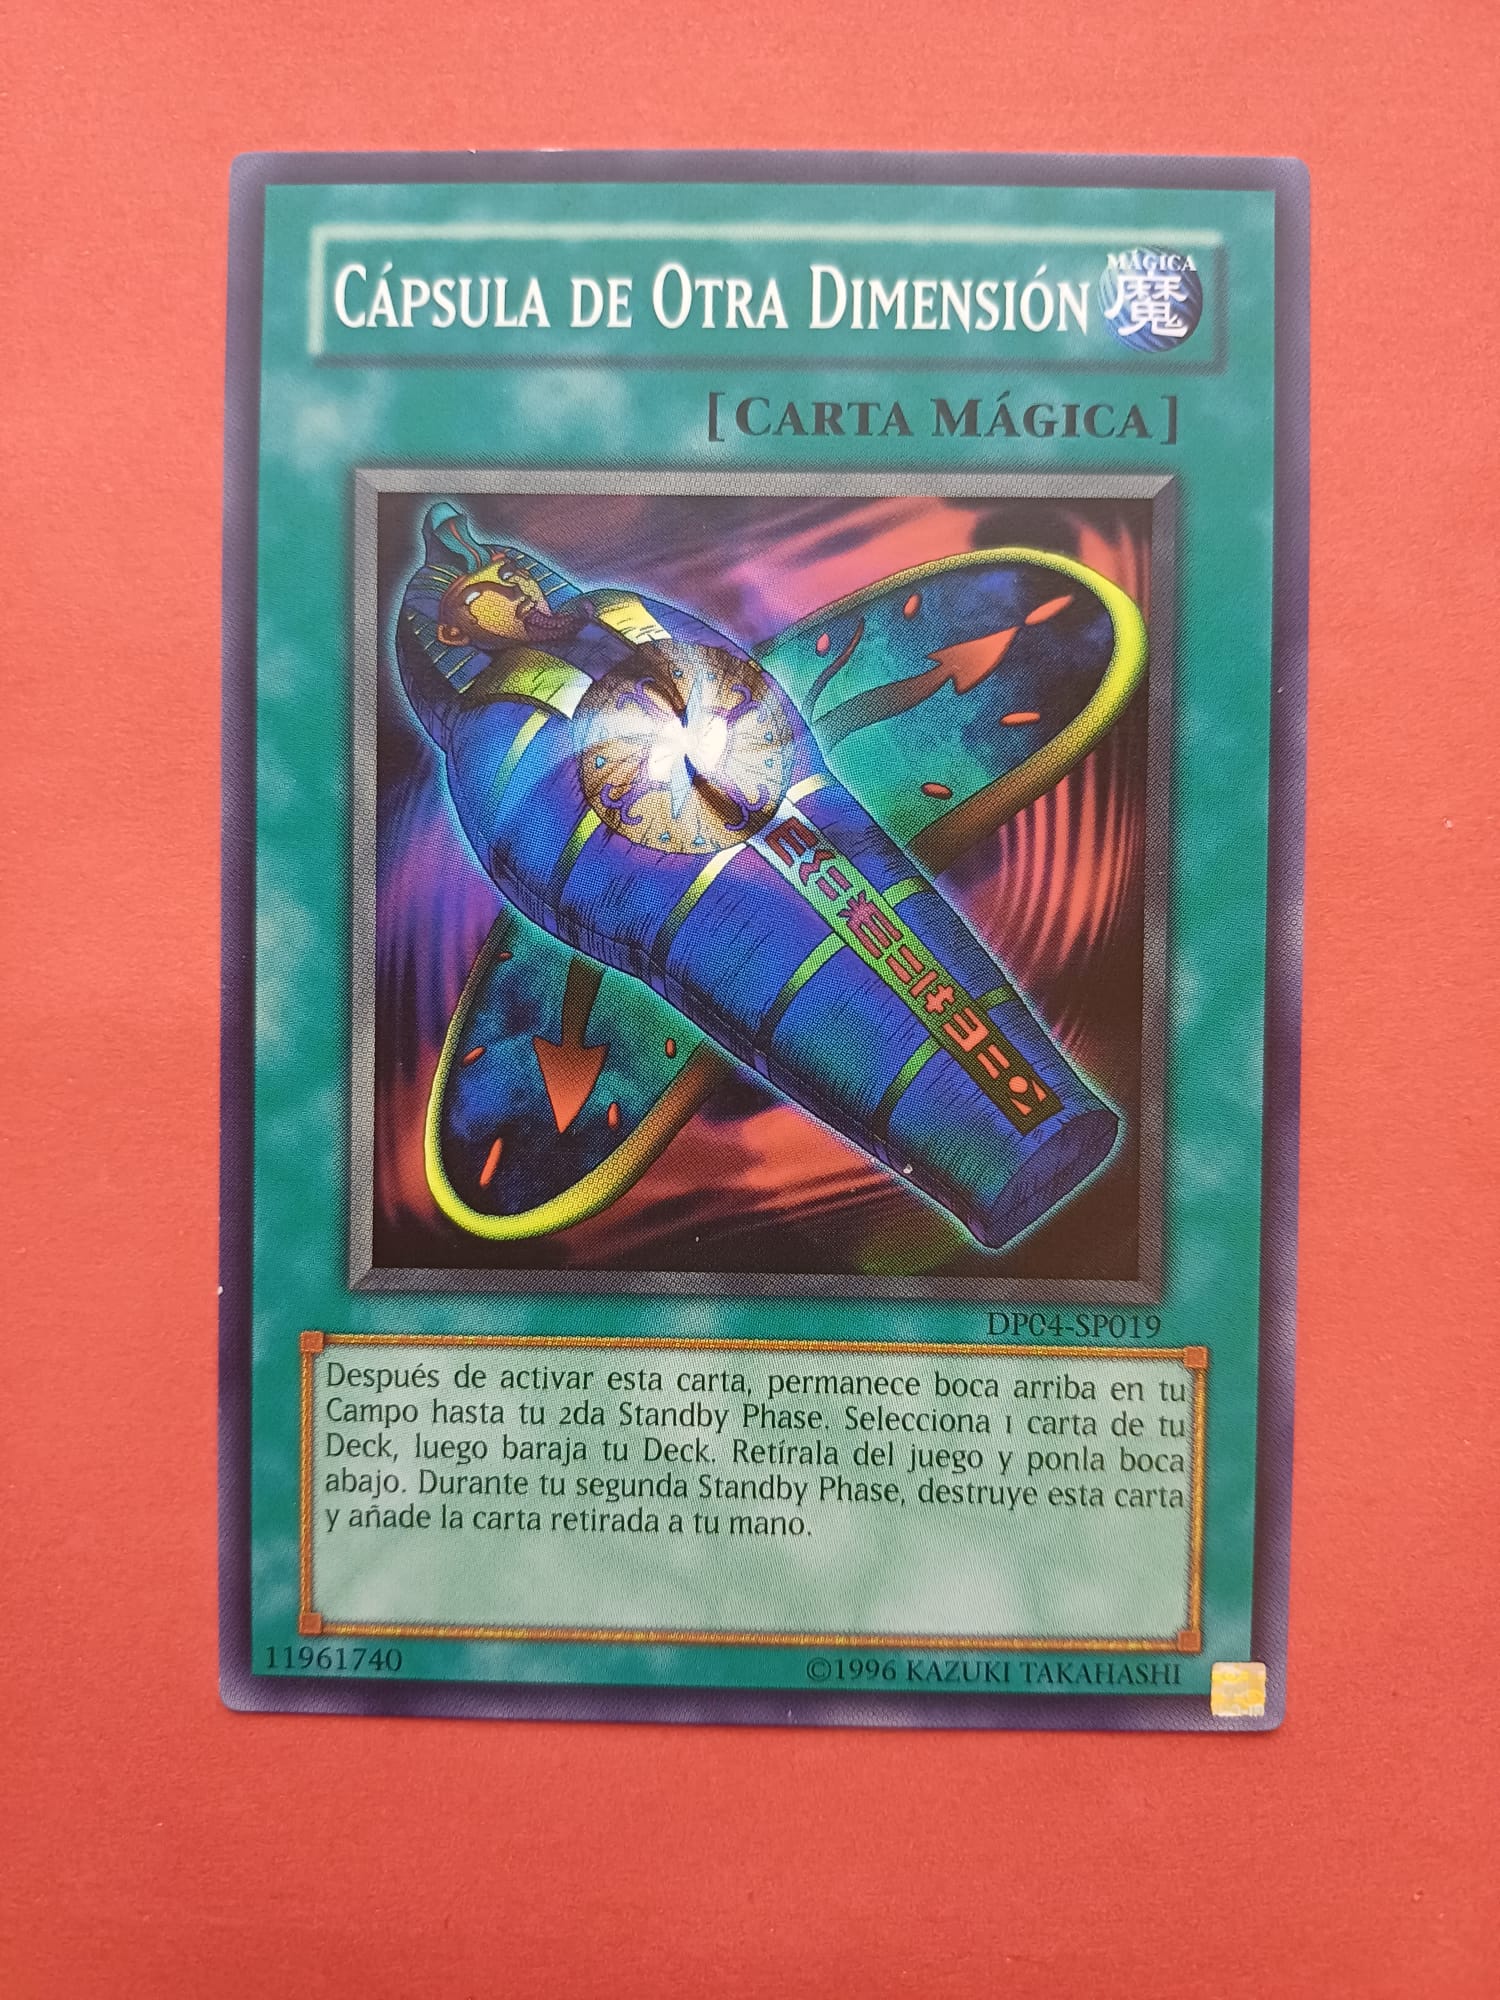 CÁPSULA DE OTRA DIMENSIÓN
MÁGICA
魔
[CARTA MÁGICA]
DP04-SP019
Después de activar esta carta, permanece boca arriba en tu
Campo hasta tu 2da Standby Phase. Selecciona 1 carta de tu
Deck, luego baraja tu Deck. Retírala del juego y ponla boca
abajo. Durante tu segunda Standby Phase, destruye esta carta
y añade la carta retirada a tu mano.
11961740
©1996 KAZUKI TAKAHASHI